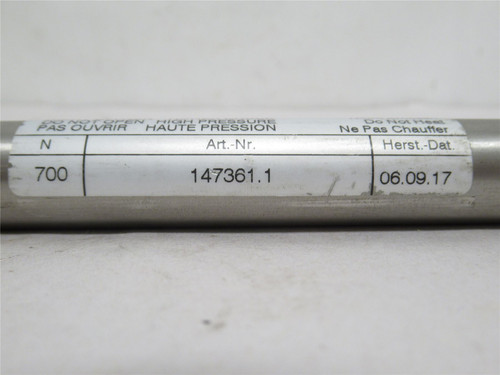 DO NOT OPEN HIGH PRESSURE Do Not Heat
PAS OUVRIR HAUTE PRESSION Ne Pas Chauffer
N Art.-Nr. Herst.-Dat.
700 147361.1 06.09.17